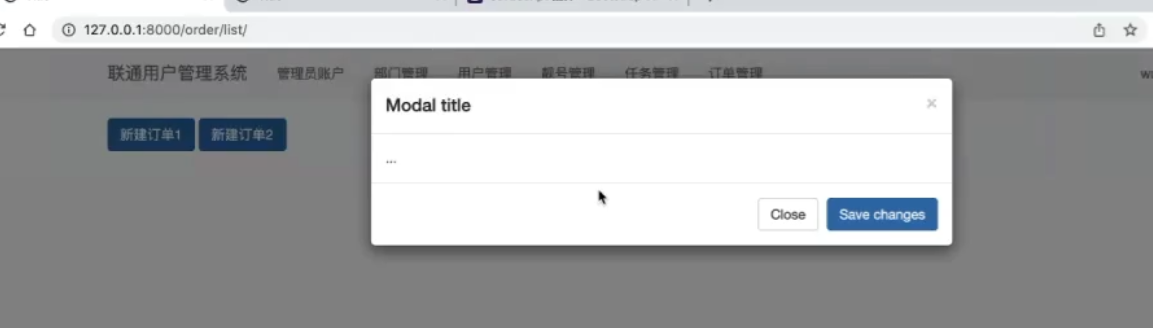 127.0.0.1:8000/order/list/
联通用户管理系统 管理员账户 部门管理 用户管理 靓号管理 任务管理 订单管理
Modal title ×
新建订单1 新建订单2
...
Close Save changes